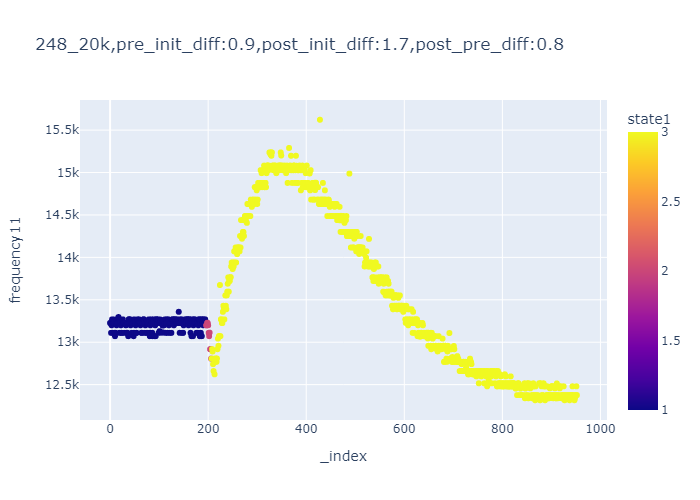 248_20k,pre_init_diff:0.9,post_init_diff:1.7,post_pre_diff:0.8
state1
3
2.5
2
1.5
1
15.5k
15k
14.5k
14k
13.5k
13k
12.5k
frequency11
0
200
400
600
800
1000
_index